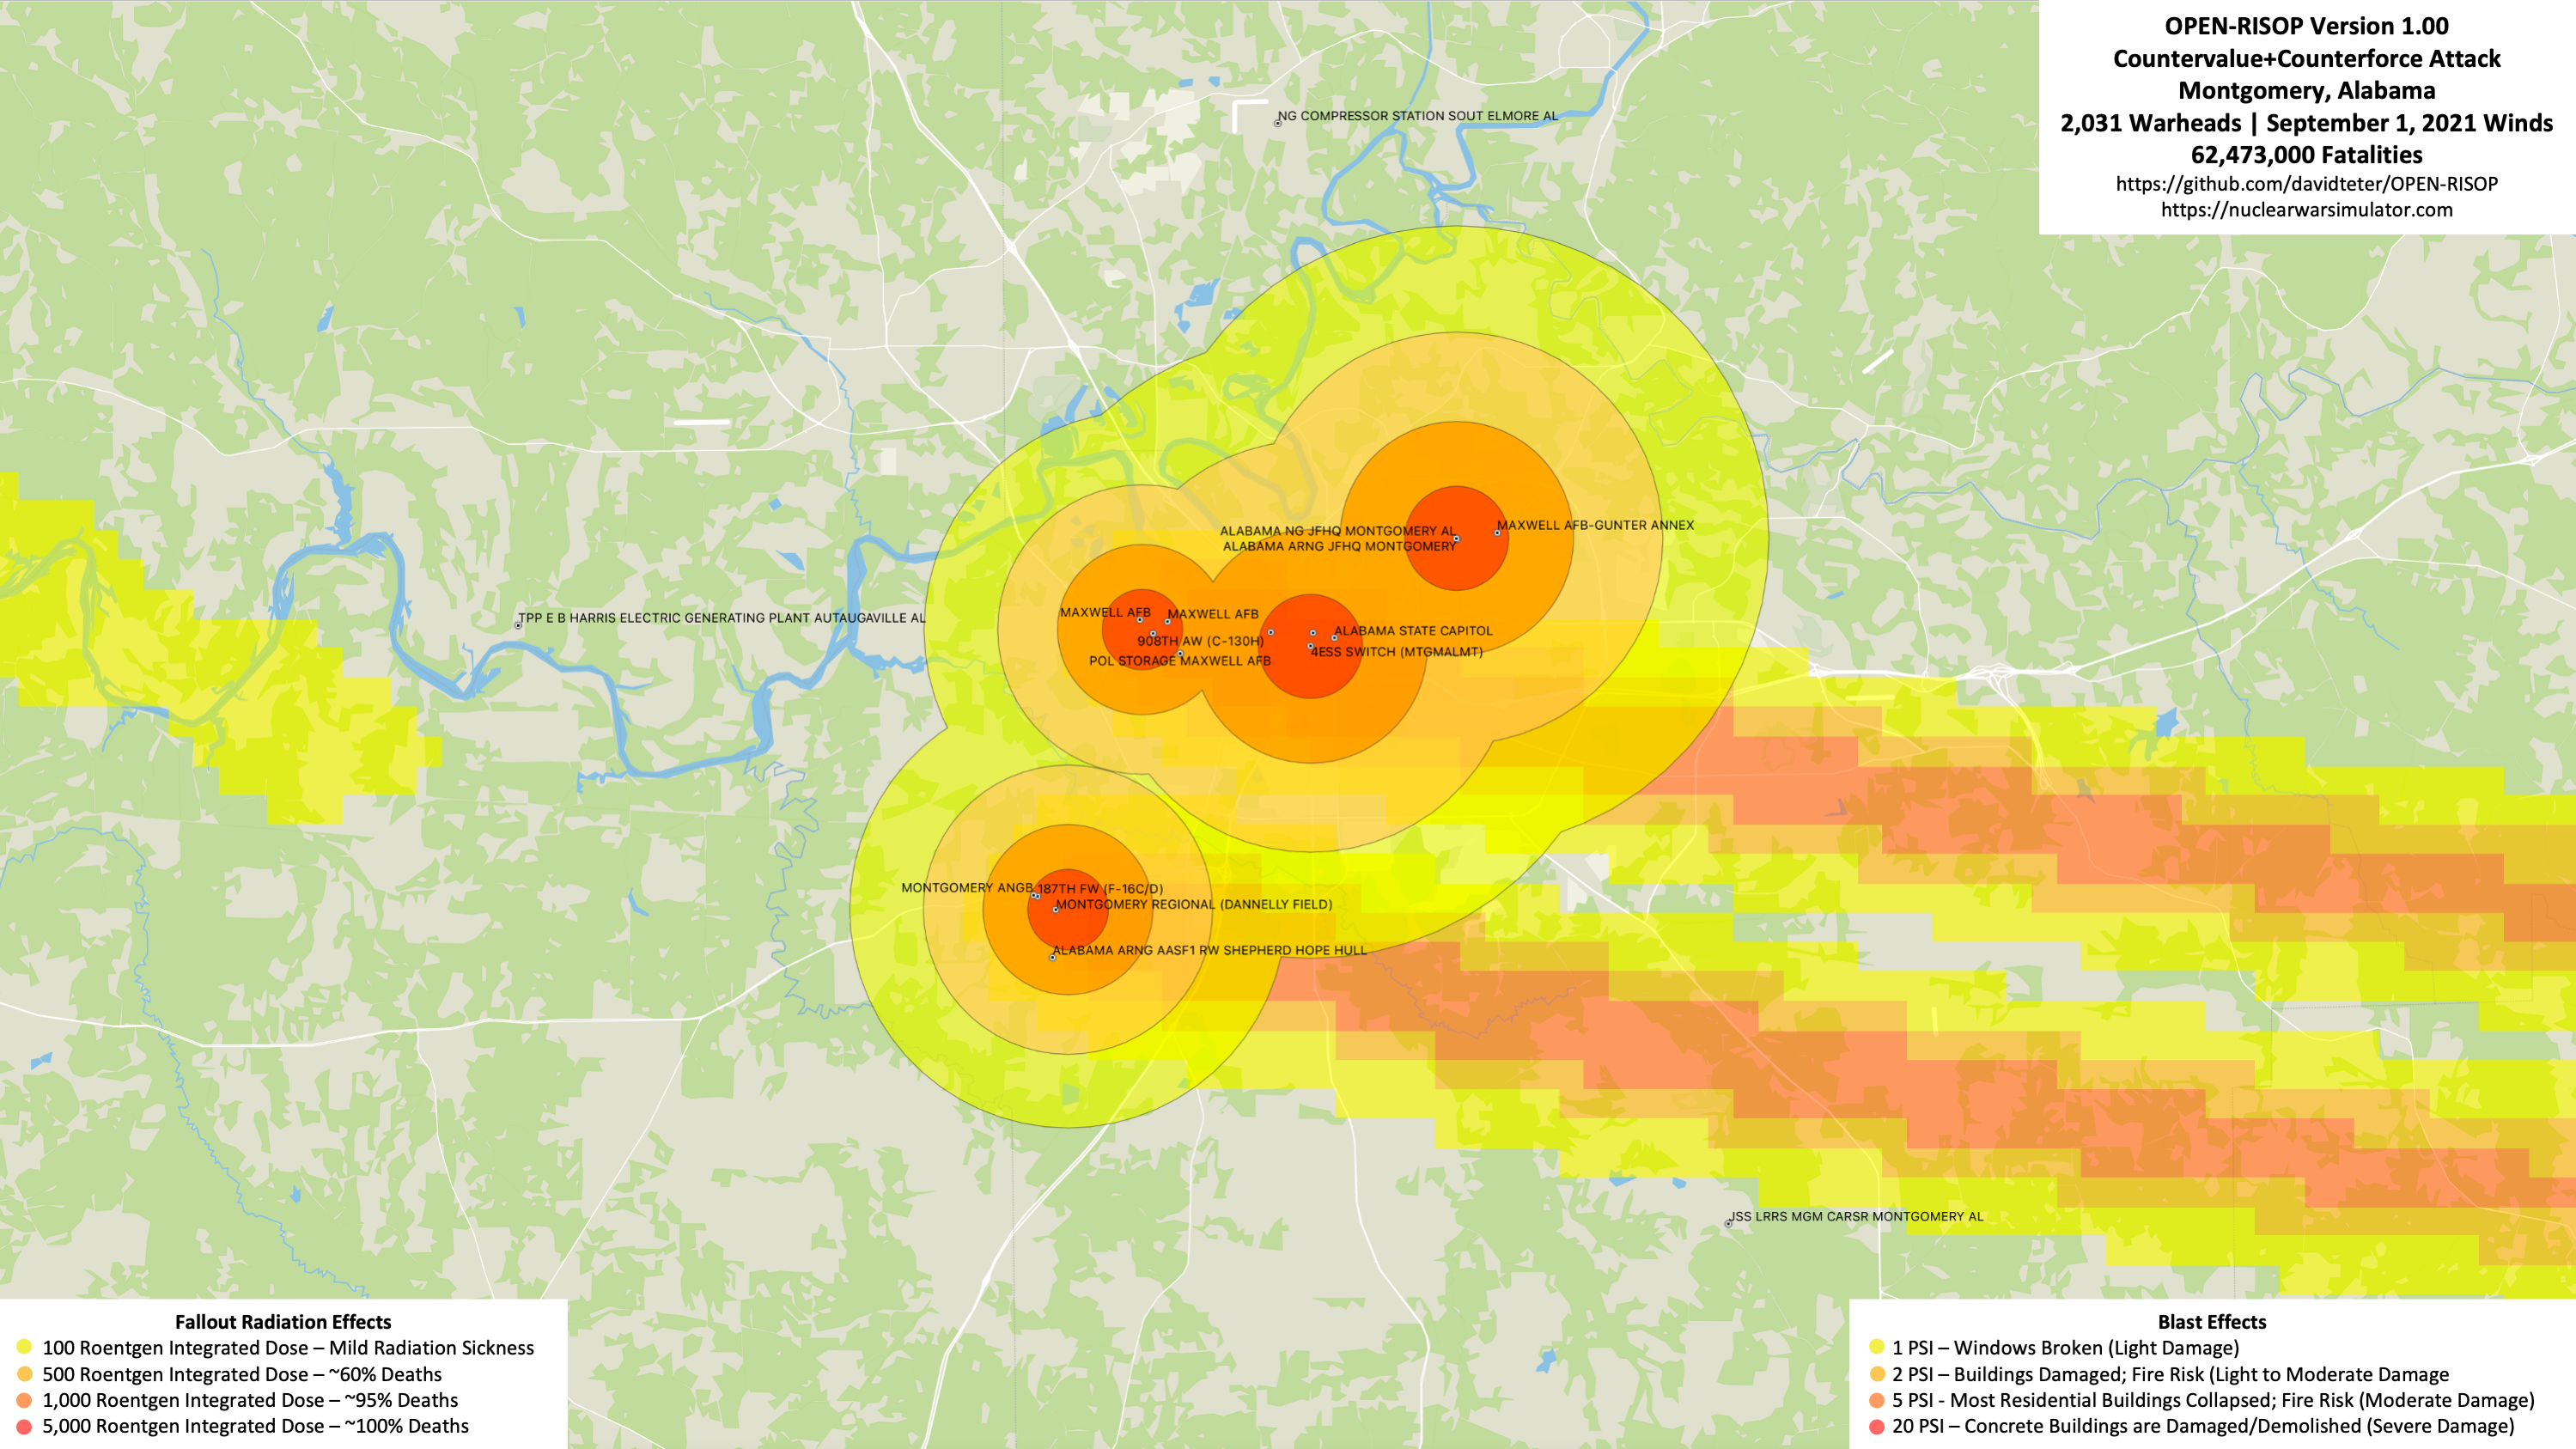 OPEN-RISOP Version 1.00
Countervalue+Counterforce Attack
Montgomery, Alabama
2,031 Warheads | September 1, 2021 Winds
62,473,000 Fatalities
https://github.com/davidteter/OPEN-RISOP
https://nuclearwarsimulator.com
NG COMPRESSOR STATION SOUT ELMORE AL
ALABAMA NG JFHQ MONTGOMERY AL
MAXWELL AFB-GUNTER ANNEX
ALABAMA ARNG JFHQ MONTGOMERY
TPP E B HARRIS ELECTRIC GENERATING PLANT AUTAUGAVILLE AL
MAXWELL AFB
MAXWELL AFB
ALABAMA STATE CAPITOL
908TH AW (C-130H)
4ESS SWITCH (MTGMALMT)
POL STORAGE MAXWELL AFB
MONTGOMERY ANGB
187TH FW (F-16C/D)
MONTGOMERY REGIONAL (DANNELLY FIELD)
ALABAMA ARNG AASF1 RW SHEPHERD HOPE HULL
JSS LRRS MGM CARSR MONTGOMERY AL
Fallout Radiation Effects
100 Roentgen Integrated Dose – Mild Radiation Sickness
500 Roentgen Integrated Dose – ~60% Deaths
1,000 Roentgen Integrated Dose – ~95% Deaths
5,000 Roentgen Integrated Dose – ~100% Deaths
Blast Effects
1 PSI – Windows Broken (Light Damage)
2 PSI – Buildings Damaged; Fire Risk (Light to Moderate Damage
5 PSI - Most Residential Buildings Collapsed; Fire Risk (Moderate Damage)
20 PSI – Concrete Buildings are Damaged/Demolished (Severe Damage)